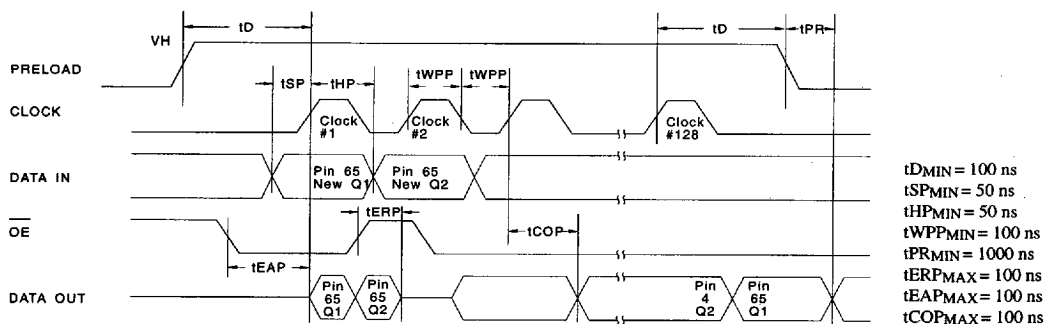 tD
tD
tPR
VH
PRELOAD
tSP
tHP
tWPP
tWPP
CLOCK
Clock
#1
Clock
#2
Clock
#128
DATA IN
Pin 65
New Q1
Pin 65
New Q2
tERP
OE
tCOP
tEAP
DATA OUT
Pin
65
Q1
Pin
65
Q2
Pin
4
Q2
Pin
65
Q1
tDMIN = 100 ns
tSPMIN = 50 ns
tHPMIN = 50 ns
tWPPMIN = 100 ns
tPRMIN = 1000 ns
tERPMAX = 100 ns
tEAPMAX = 100 ns
tCOPMAX = 100 ns